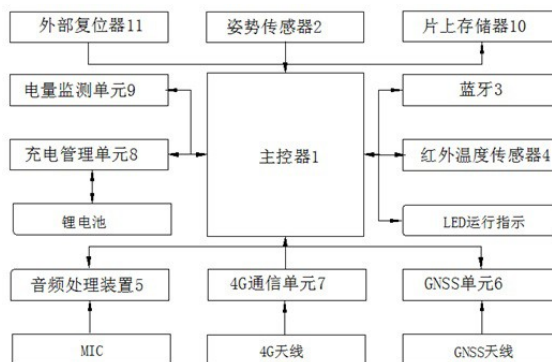 外部复位器11
姿势传感器2
片上存储器10
电量监测单元9
蓝牙3
充电管理单元8
主控器1
红外温度传感器4
锂电池
LED运行指示
音频处理装置5
4G通信单元7
GNSS单元6
MIC
4G天线
GNSS天线